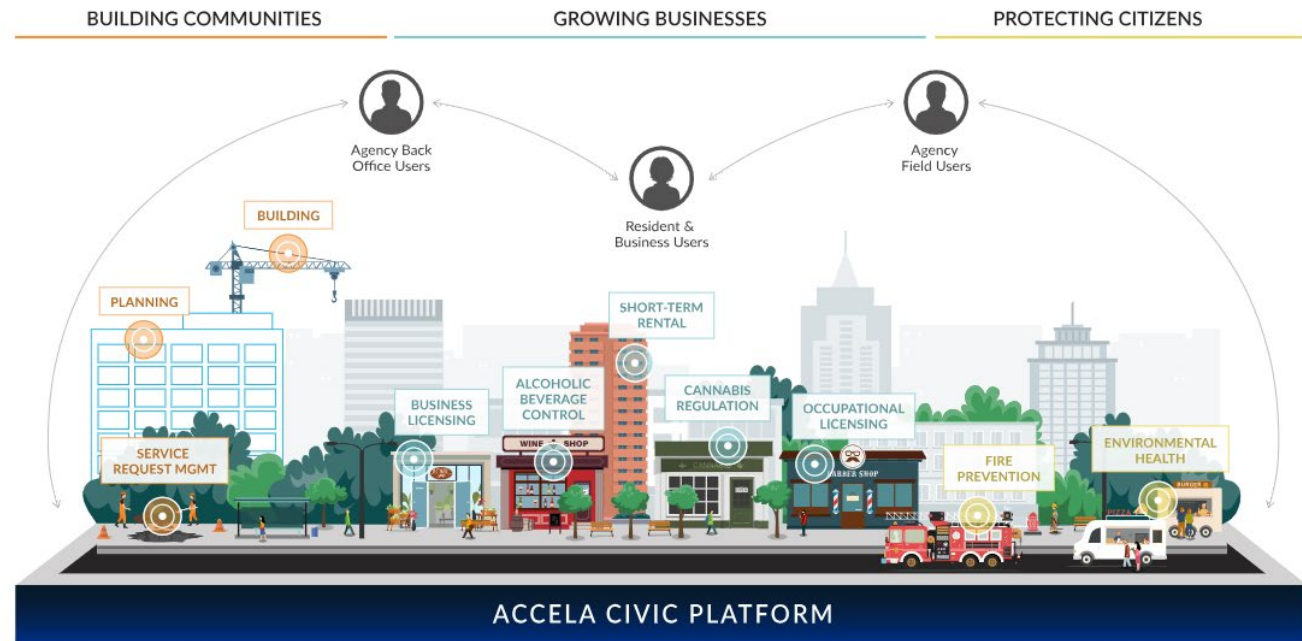 BUILDING COMMUNITIES
GROWING BUSINESSES
PROTECTING CITIZENS
Agency Back
Office Users
Agency
Field Users
Resident &
Business Users
BUILDING
PLANNING
SHORT-TERM
RENTAL
ALCOHOLIC
BEVERAGE
CONTROL
CANNABIS
REGULATION
BUSINESS
LICENSING
OCCUPATIONAL
LICENSING
SERVICE
REQUEST MGMT
FIRE
PREVENTION
ENVIRONMENTAL
HEALTH
WINE SHOP
BARBER SHOP
BURGER
PIZZA
ACCELA CIVIC PLATFORM